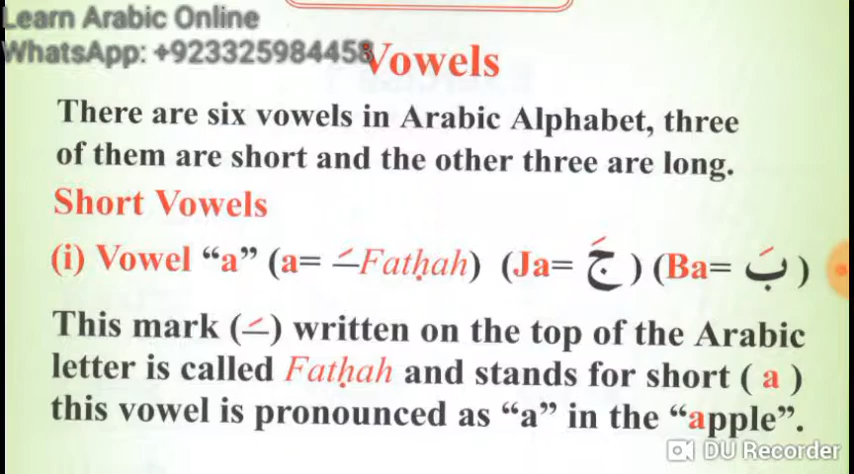 Learn Arabic Online
WhatsApp: +923325984458
Vowels
There are six vowels in Arabic Alphabet, three
of them are short and the other three are long.
Short Vowels
(i) Vowel “a” (a= ـَ Fatḥah) (Ja= جَ ) (Ba= بَ )
This mark (ـَ) written on the top of the Arabic
letter is called Fatḥah and stands for short ( a )
this vowel is pronounced as “a” in the “apple”.
DU Recorder